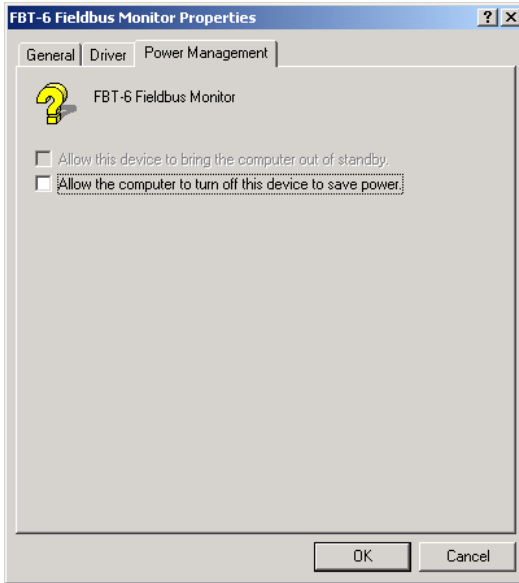 FBT-6 Fieldbus Monitor Properties
General Driver Power Management
FBT-6 Fieldbus Monitor
Allow this device to bring the computer out of standby.
Allow the computer to turn off this device to save power.
OK Cancel